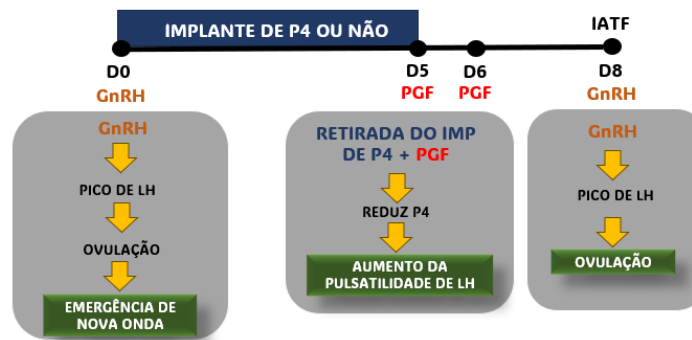 IMPLANTE DE P4 OU NÃO
IATF
D0
D5
D6
D8
GnRH
PGF
PGF
GnRH
GnRH
PICO DE LH
OVULAÇÃO
EMERGÊNCIA DE
NOVA ONDA
RETIRADA DO IMP
DE P4 + PGF
REDUZ P4
AUMENTO DA
PULSATILIDADE DE LH
GnRH
PICO DE LH
OVULAÇÃO